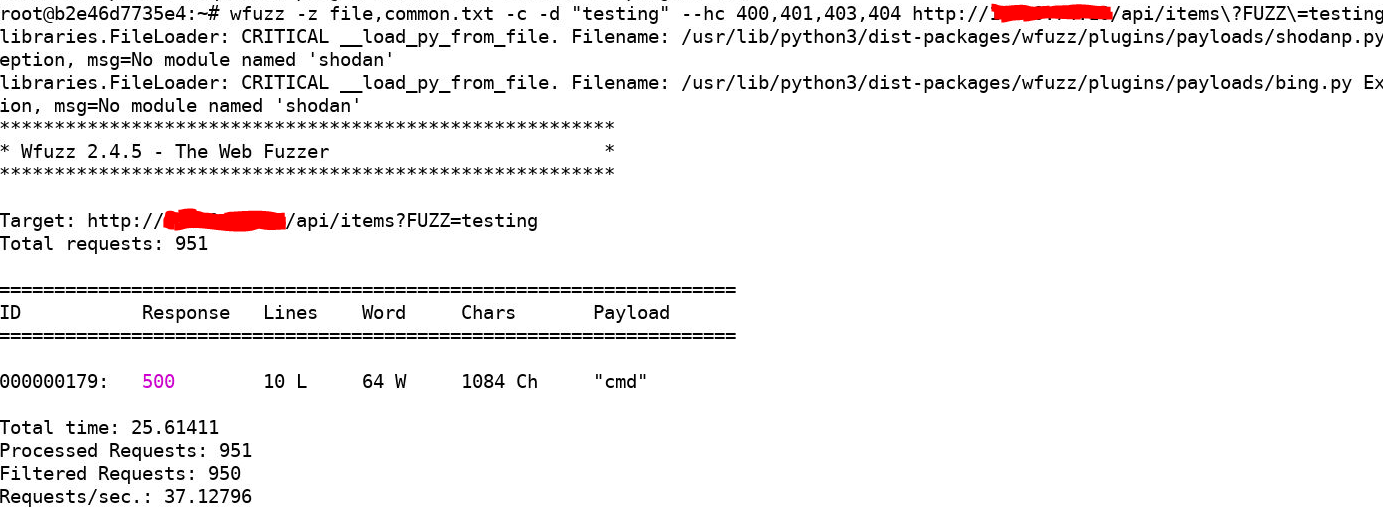 root@b2e46d7735e4:~# wfuzz -z file,common.txt -c -d "testing" --hc 400,401,403,404 http:// /api/items\?FUZZ\=testing
libraries.FileLoader: CRITICAL __load_py_from_file. Filename: /usr/lib/python3/dist-packages/wfuzz/plugins/payloads/shodanp.py
eption, msg=No module named 'shodan'
libraries.FileLoader: CRITICAL __load_py_from_file. Filename: /usr/lib/python3/dist-packages/wfuzz/plugins/payloads/bing.py Ex
ion, msg=No module named 'shodan'
********************************************************
* Wfuzz 2.4.5 - The Web Fuzzer                         *
********************************************************
Target: http:// /api/items?FUZZ=testing
Total requests: 951
===================================================================
ID           Response   Lines    Word     Chars       Payload
===================================================================
000000179:   500        10 L     64 W     1084 Ch     "cmd"
Total time: 25.61411
Processed Requests: 951
Filtered Requests: 950
Requests/sec.: 37.12796